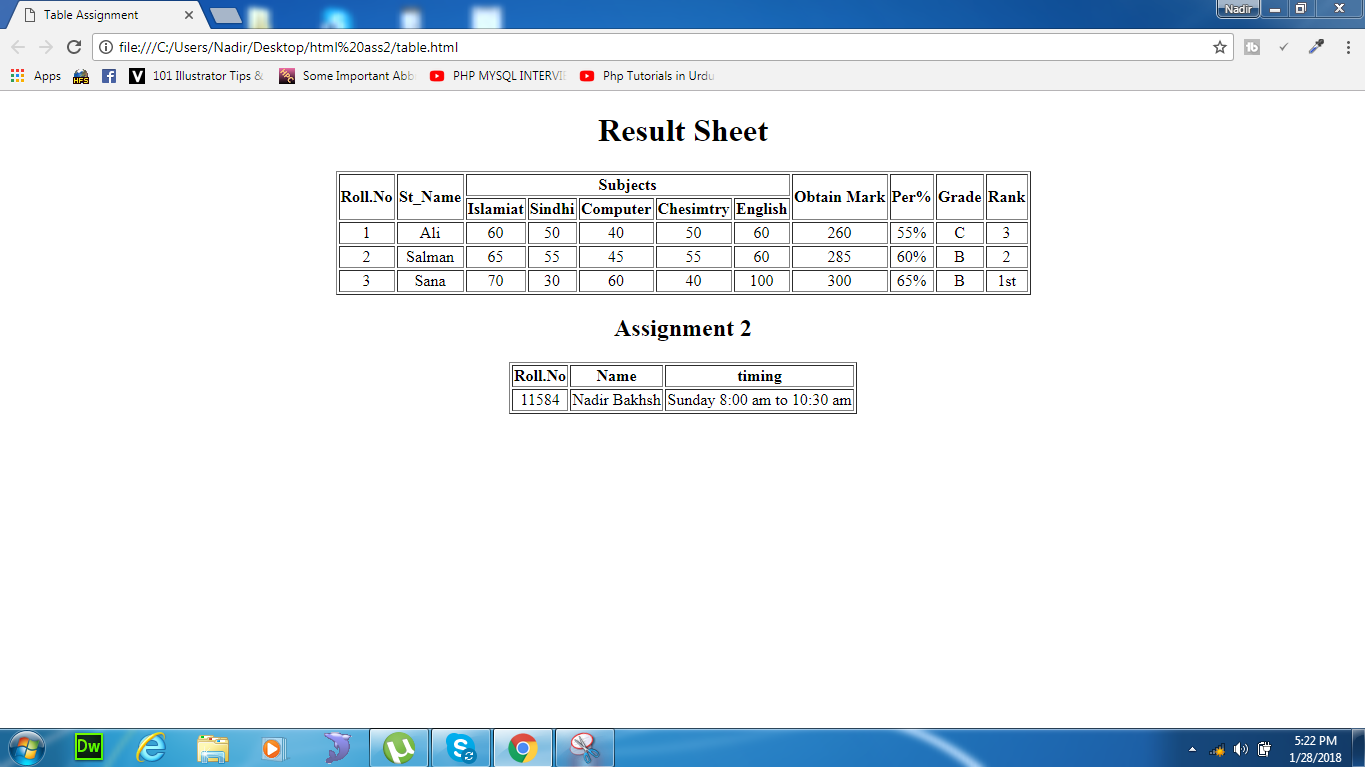 Table Assignment
Nadir
file:///C:/Users/Nadir/Desktop/html%20ass2/table.html
Apps 101 Illustrator Tips & Some Important Abb PHP MYSQL INTERVIE Php Tutorials in Urdu
Result Sheet
Roll.No St_Name Subjects Obtain Mark Per% Grade Rank
Islamiat Sindhi Computer Chesimtry English
1 Ali 60 50 40 50 60 260 55% C 3
2 Salman 65 55 45 55 60 285 60% B 2
3 Sana 70 30 60 40 100 300 65% B 1st
Assignment 2
Roll.No Name timing
11584 Nadir Bakhsh Sunday 8:00 am to 10:30 am
Dw
5:22 PM
1/28/2018